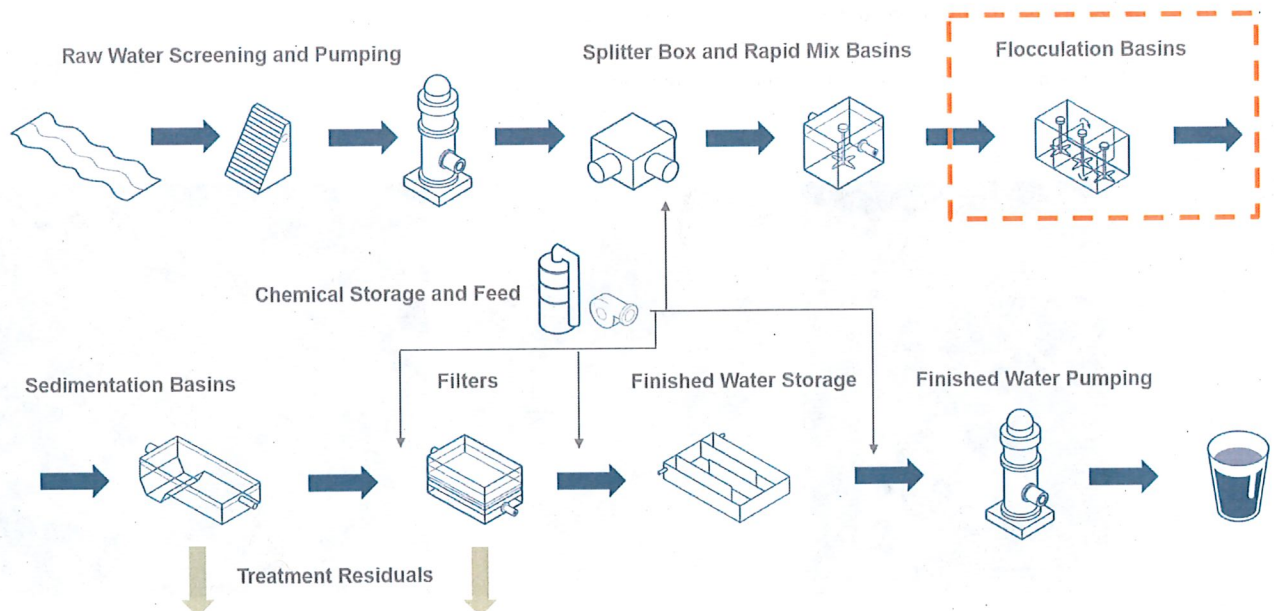 Raw Water Screening and Pumping
Splitter Box and Rapid Mix Basins
Flocculation Basins
Chemical Storage and Feed
Sedimentation Basins
Filters
Finished Water Storage
Finished Water Pumping
Treatment Residuals